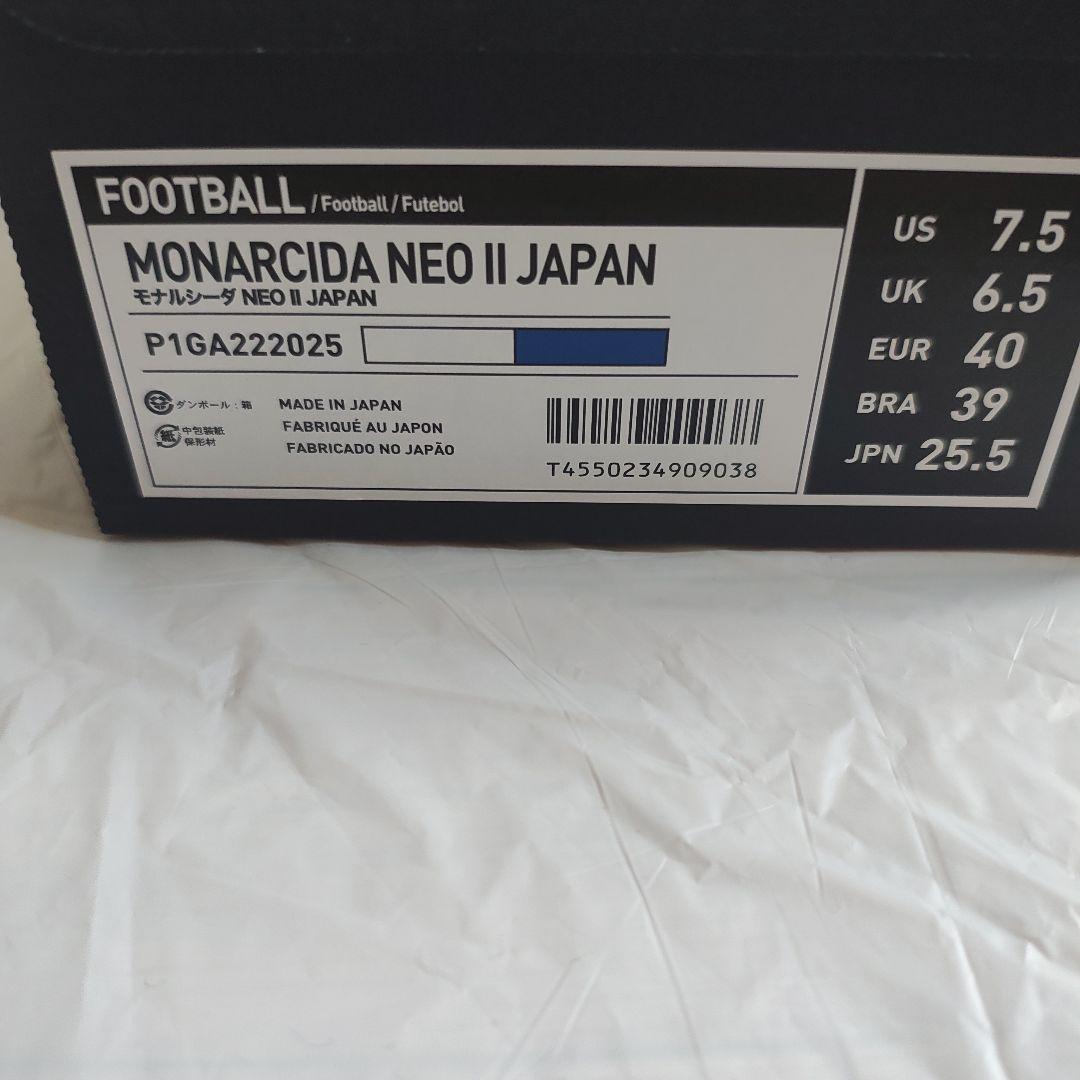 FOOTBALL / Football / Futebol
MONARCIDA NEO II JAPAN
モナルシーダ NEO II JAPAN
P1GA222025
ダンボール：箱
紙
中包装紙
保形材
MADE IN JAPAN
FABRIQUÉ AU JAPON
FABRICADO NO JAPÃO
T4550234909038
US 7.5
UK 6.5
EUR 40
BRA 39
JPN 25.5